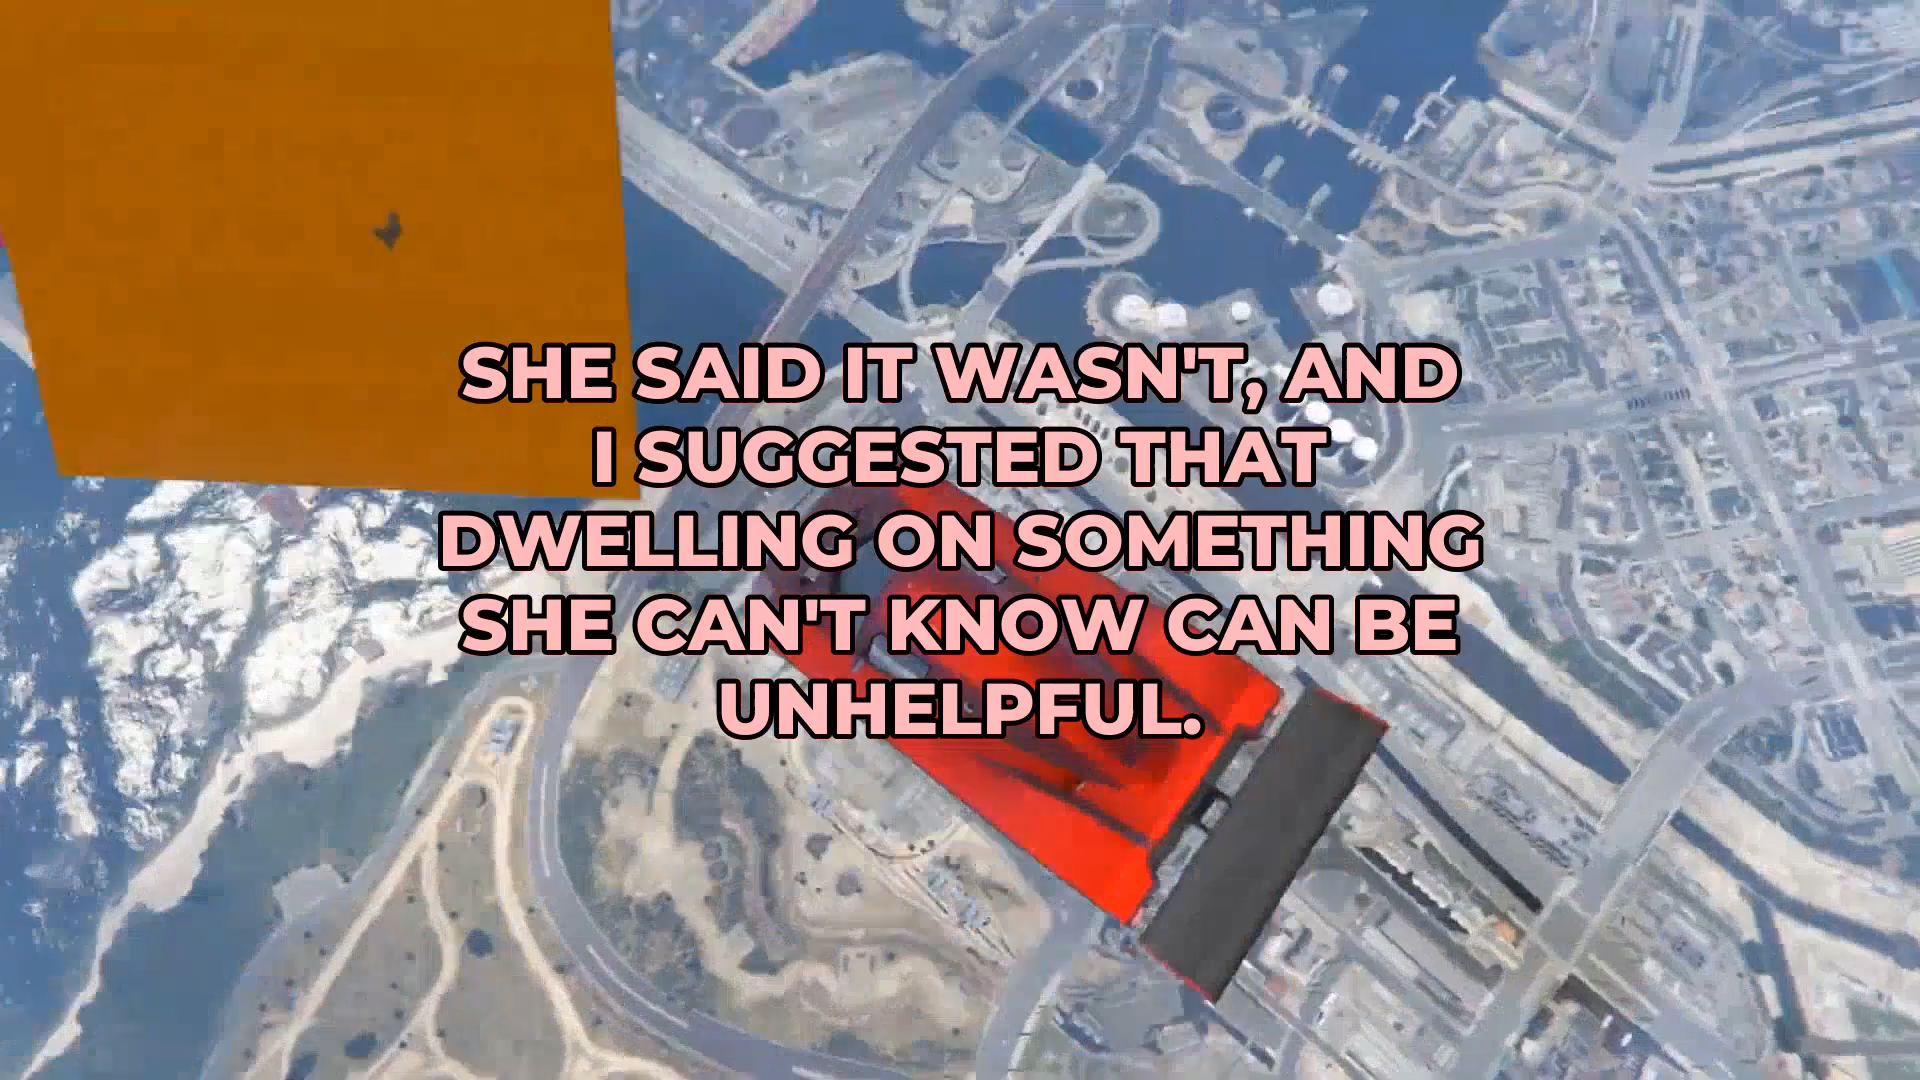 SHE SAID IT WASN'T, AND
I SUGGESTED THAT
DWELLING ON SOMETHING
SHE CAN'T KNOW CAN BE
UNHELPFUL.